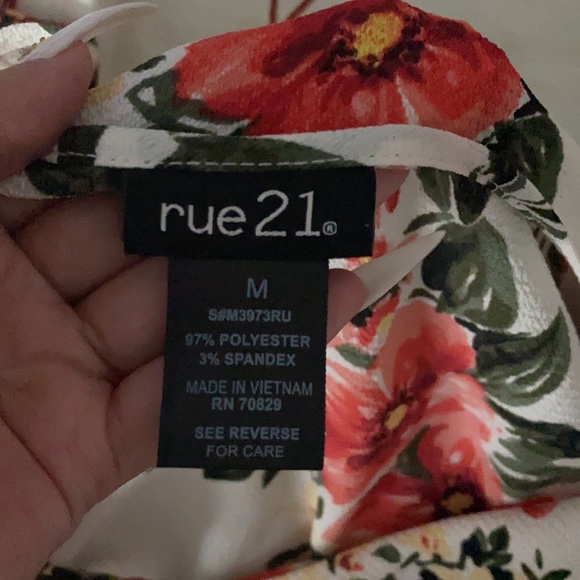 rue21®
M
S#M3973RU
97% POLYESTER
3% SPANDEX
MADE IN VIETNAM
RN 70829
SEE REVERSE
FOR CARE